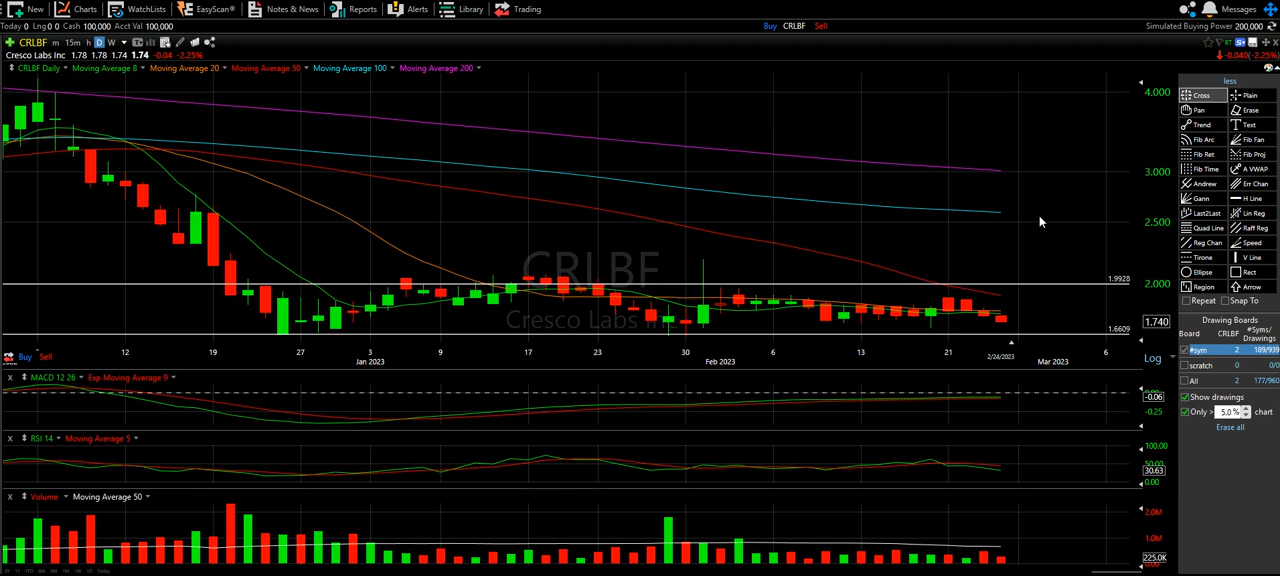 New Charts WatchLists EasyScan® Notes & News Reports Alerts Library Trading Messages
Today 0 Lng 0 0 Cash 100,000 Acct Val 100,000 Buy CRLBF Sell Simulated Buying Power 200,000
CRLBF m 15m h D W
Cresco Labs Inc 1.78 1.78 1.74 1.74 -0.04 -2.25%
-0.040(-2.25%)
CRLBF Daily Moving Average 8 Moving Average 20 Moving Average 50 Moving Average 100 Moving Average 200
4.000
3.000
2.500
2.000
1.9928
1.740
1.6609
CRLBF
Cresco Labs Inc
Buy Sell
12 19 27 3 9 17 23 30 6 13 21 2/24/2023 6
Jan 2023 Feb 2023 Mar 2023
Log
MACD 12 26 Exp Moving Average 9
0.00
-0.06
-0.25
RSI 14 Moving Average 5
100.00
50.00
30.63
0.00
Volume Moving Average 50
2.0M
1.0M
225.0K
less
Cross Plain
Pan Erase
Trend Text
Fib Arc Fib Fan
Fib Ret Fib Proj
Fib Time A VWAP
Andrew Err Chan
Gann H Line
Last2Last Lin Reg
Quad Line Raff Reg
Reg Chan Speed
Tirone V Line
Ellipse Rect
Region Arrow
Repeat Snap To
Drawing Boards
Board CRLBF #Syms/
Drawings
#sym 2 189/939
scratch 0 0/0
All 2 177/960
Show drawings
Only > 5.0 % chart
Erase all